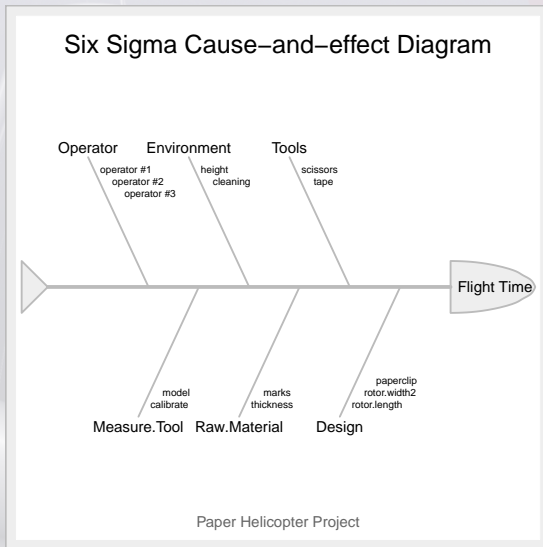 Six Sigma Cause−and−effect Diagram
Operator Environment Tools
operator #1
operator #2
operator #3
height
cleaning
scissors
tape
Flight Time
model
calibrate
marks
thickness
paperclip
rotor.width2
rotor.length
Measure.Tool Raw.Material Design
Paper Helicopter Project